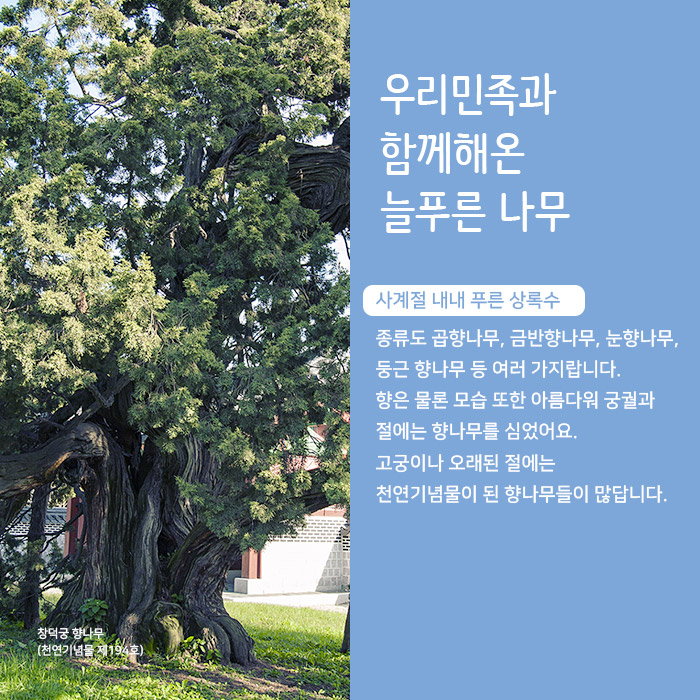 우리민족과
함께해온
늘푸른 나무
사계절 내내 푸른 상록수
종류도 곱향나무, 금반향나무, 눈향나무,
둥근 향나무 등 여러 가지랍니다.
향은 물론 모습 또한 아름다워 궁궐과
절에는 향나무를 심었어요.
고궁이나 오래된 절에는
천연기념물이 된 향나무들이 많답니다.
창덕궁 향나무
(천연기념물 제194호)